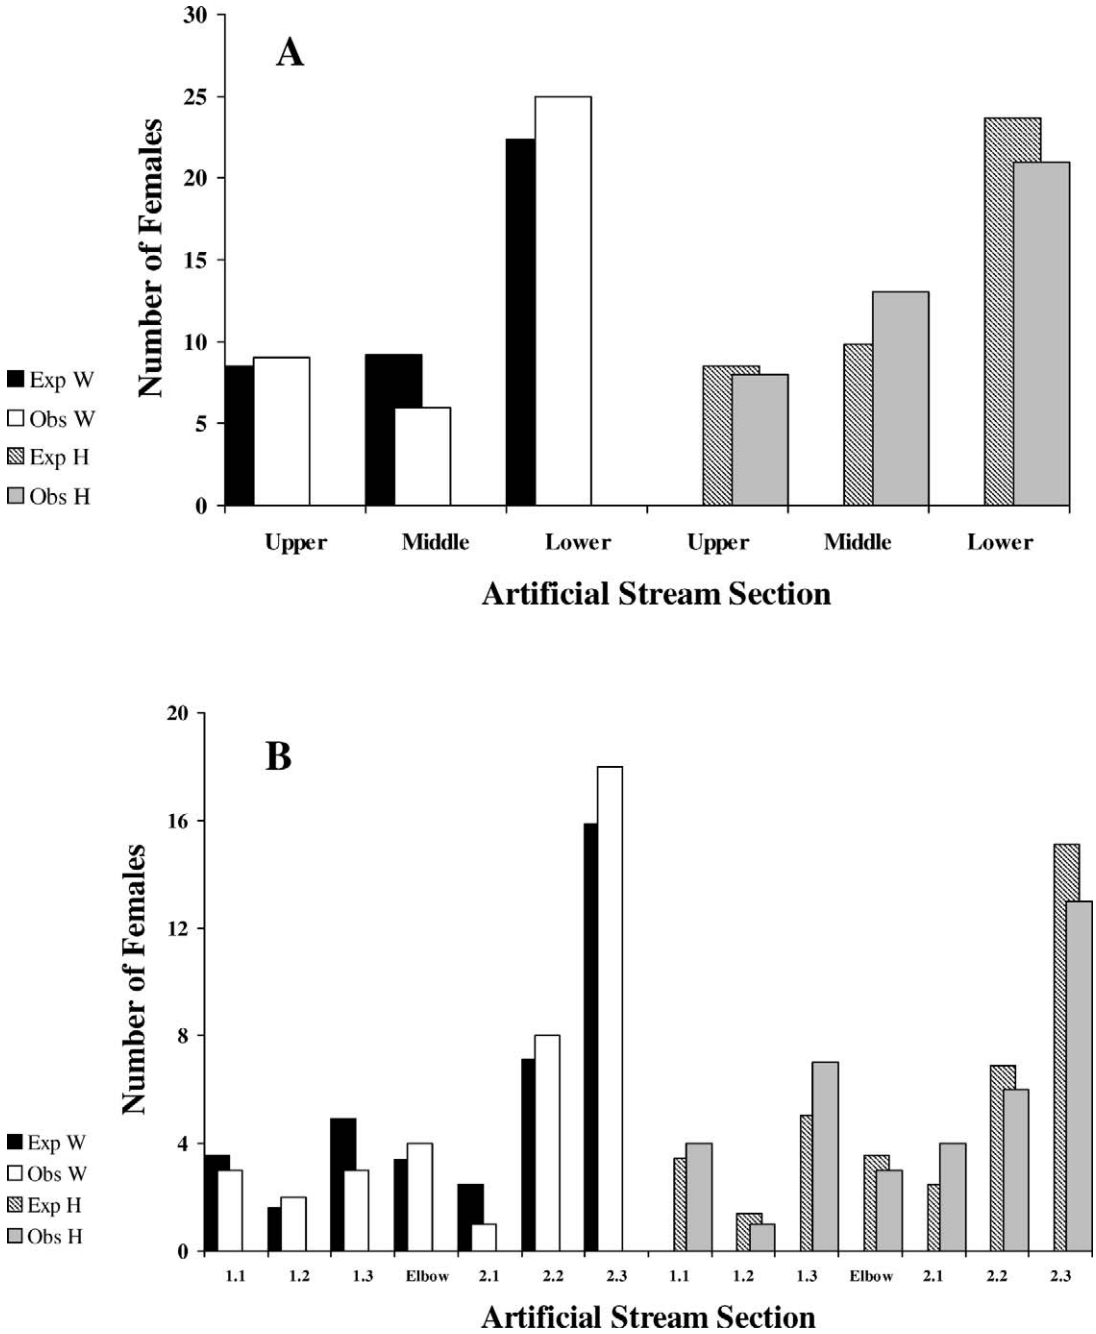 A
Number of Females
30
25
20
15
10
5
0
Exp W
Obs W
Exp H
Obs H
Upper Middle Lower Upper Middle Lower
Artificial Stream Section
B
Number of Females
20
16
12
8
4
0
Exp W
Obs W
Exp H
Obs H
1.1 1.2 1.3 Elbow 2.1 2.2 2.3 1.1 1.2 1.3 Elbow 2.1 2.2 2.3
Artificial Stream Section